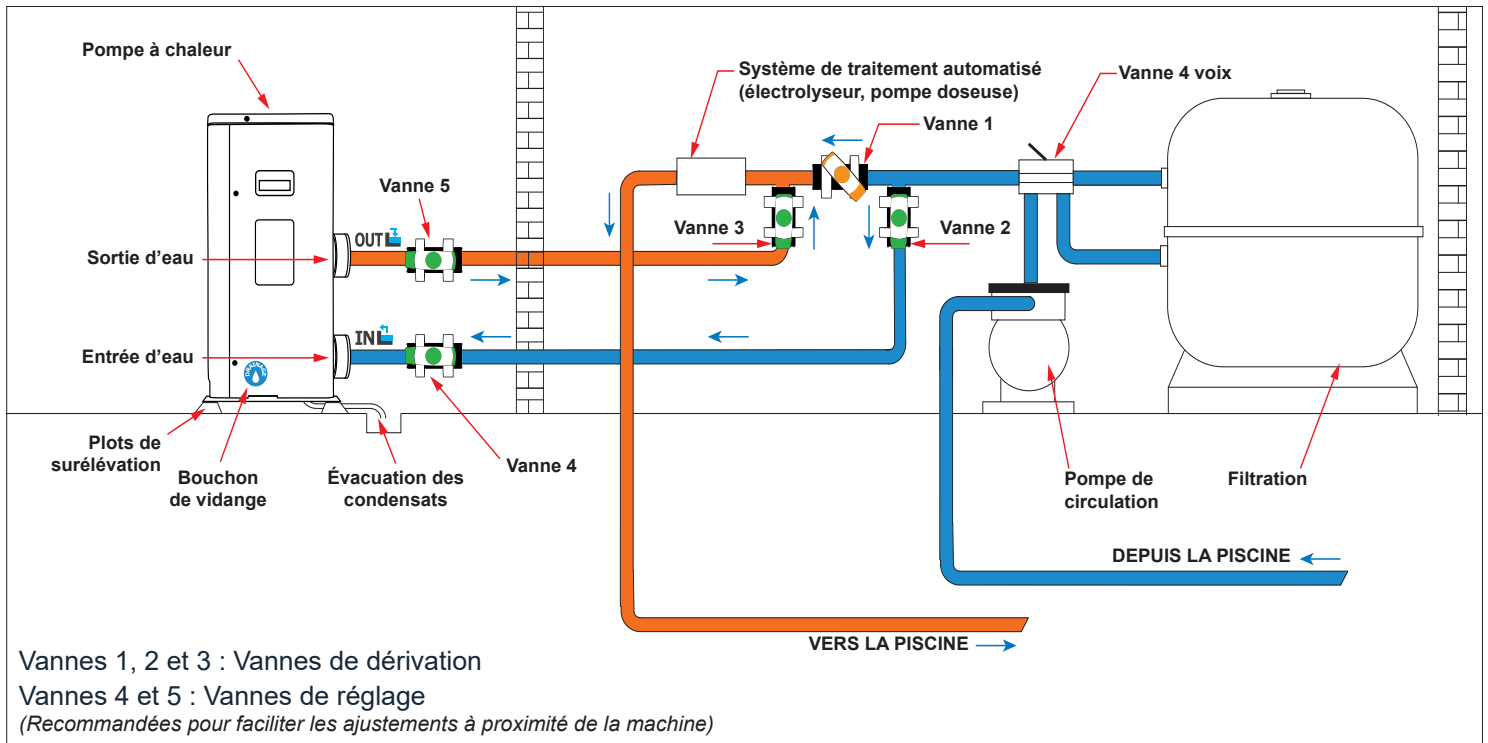 Pompe à chaleur
Système de traitement automatisé
(électrolyseur, pompe doseuse)
Vanne 4 voix
Vanne 1
Vanne 5
Vanne 3
Vanne 2
OUT
Sortie d'eau
IN
Entrée d'eau
DRAINAGE
Plots de
surélévation
Bouchon
de vidange
Évacuation des
condensats
Vanne 4
Pompe de
circulation
Filtration
DEPUIS LA PISCINE
VERS LA PISCINE
Vannes 1, 2 et 3 : Vannes de dérivation
Vannes 4 et 5 : Vannes de réglage
(Recommandées pour faciliter les ajustements à proximité de la machine)